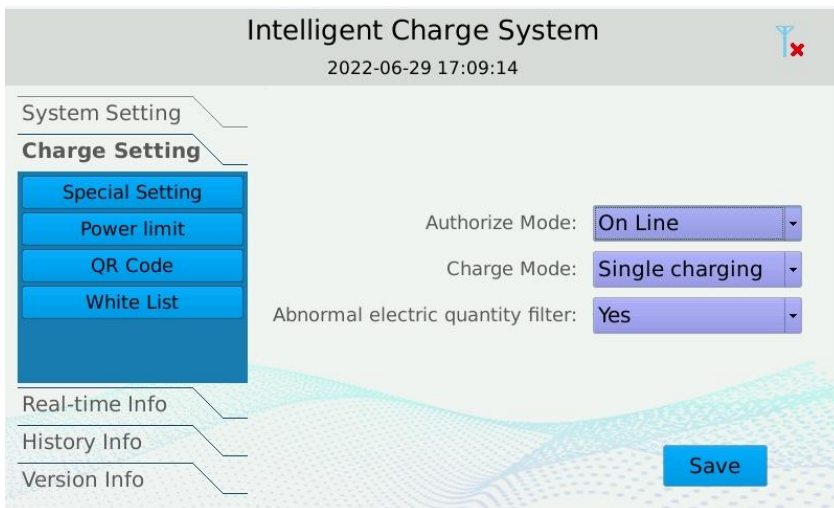 Intelligent Charge System
2022-06-29 17:09:14
System Setting
Charge Setting
Special Setting
Power limit
QR Code
White List
Real-time Info
History Info
Version Info
Authorize Mode: On Line
Charge Mode: Single charging
Abnormal electric quantity filter: Yes
Save